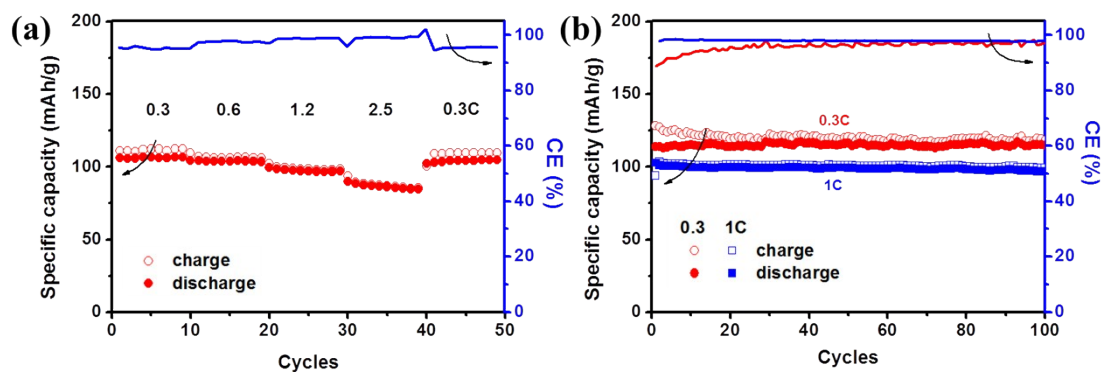 (a)
200
150
100
50
0
Specific capacity (mAh/g)
0.3 0.6 1.2 2.5 0.3C
charge
discharge
0 10 20 30 40 50
Cycles
100
80
60
40
20
0
CE (%)
(b)
200
150
100
50
0
Specific capacity (mAh/g)
0.3C
1C
0.3 1C
charge
discharge
0 20 40 60 80 100
Cycles
100
80
60
40
20
0
CE (%)